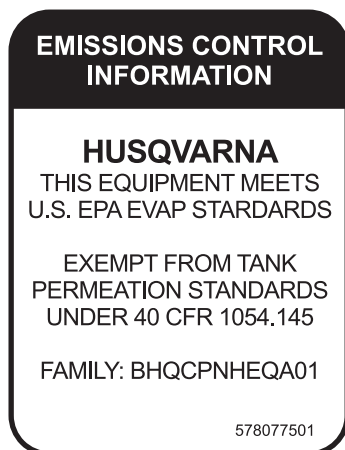 EMISSIONS CONTROL
INFORMATION
HUSQVARNA
THIS EQUIPMENT MEETS
U.S. EPA EVAP STARDARDS
EXEMPT FROM TANK
PERMEATION STANDARDS
UNDER 40 CFR 1054.145
FAMILY: BHQCPNHEQA01
578077501